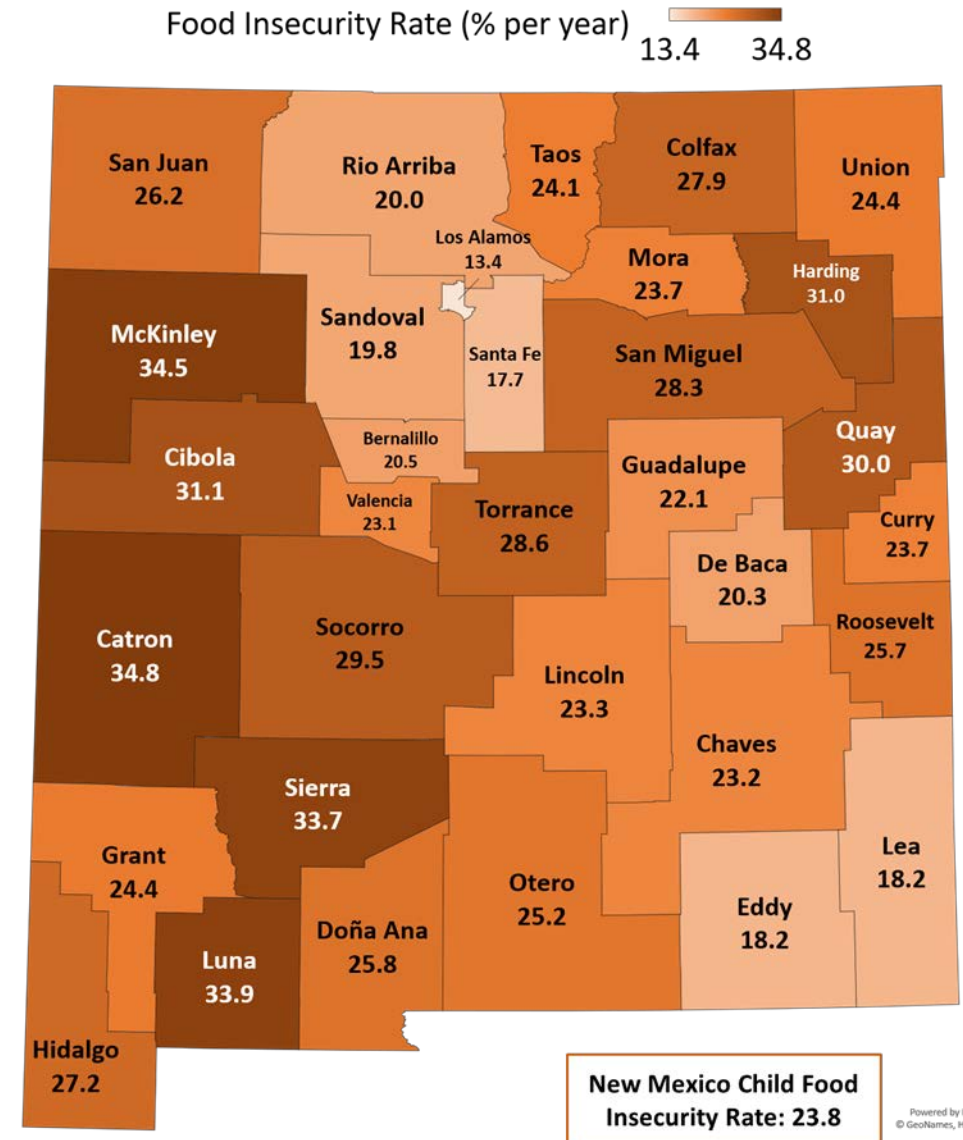 Food Insecurity Rate (% per year)
13.4 34.8
San Juan
26.2
Rio Arriba
20.0
Taos
24.1
Colfax
27.9
Union
24.4
Los Alamos
13.4
Mora
23.7
Harding
31.0
McKinley
34.5
Sandoval
19.8
Santa Fe
17.7
San Miguel
28.3
Quay
30.0
Cibola
31.1
Bernalillo
20.5
Guadalupe
22.1
Valencia
23.1
Torrance
28.6
Curry
23.7
De Baca
20.3
Roosevelt
25.7
Catron
34.8
Socorro
29.5
Lincoln
23.3
Chaves
23.2
Sierra
33.7
Grant
24.4
Lea
18.2
Otero
25.2
Eddy
18.2
Doña Ana
25.8
Luna
33.9
Hidalgo
27.2
New Mexico Child Food
Insecurity Rate: 23.8
Powered by
© GeoNames,